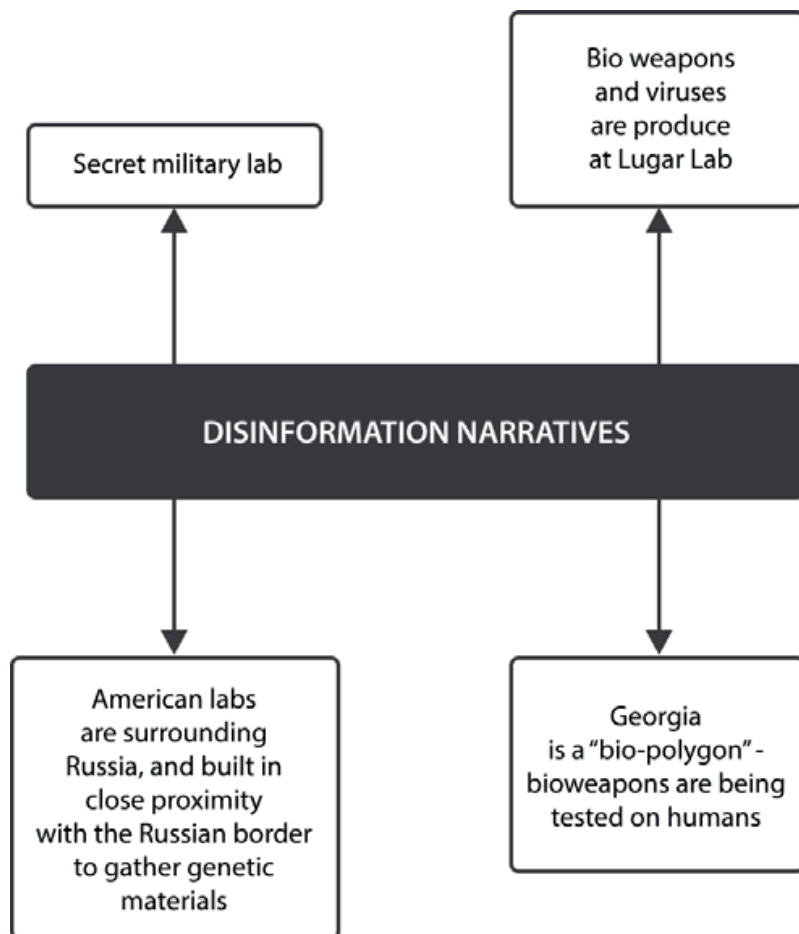 Secret military lab
Bio weapons
and viruses
are produce
at Lugar Lab
DISINFORMATION NARRATIVES
American labs
are surrounding
Russia, and built in
close proximity
with the Russian border
to gather genetic
materials
Georgia
is a “bio-polygon” -
bioweapons are being
tested on humans